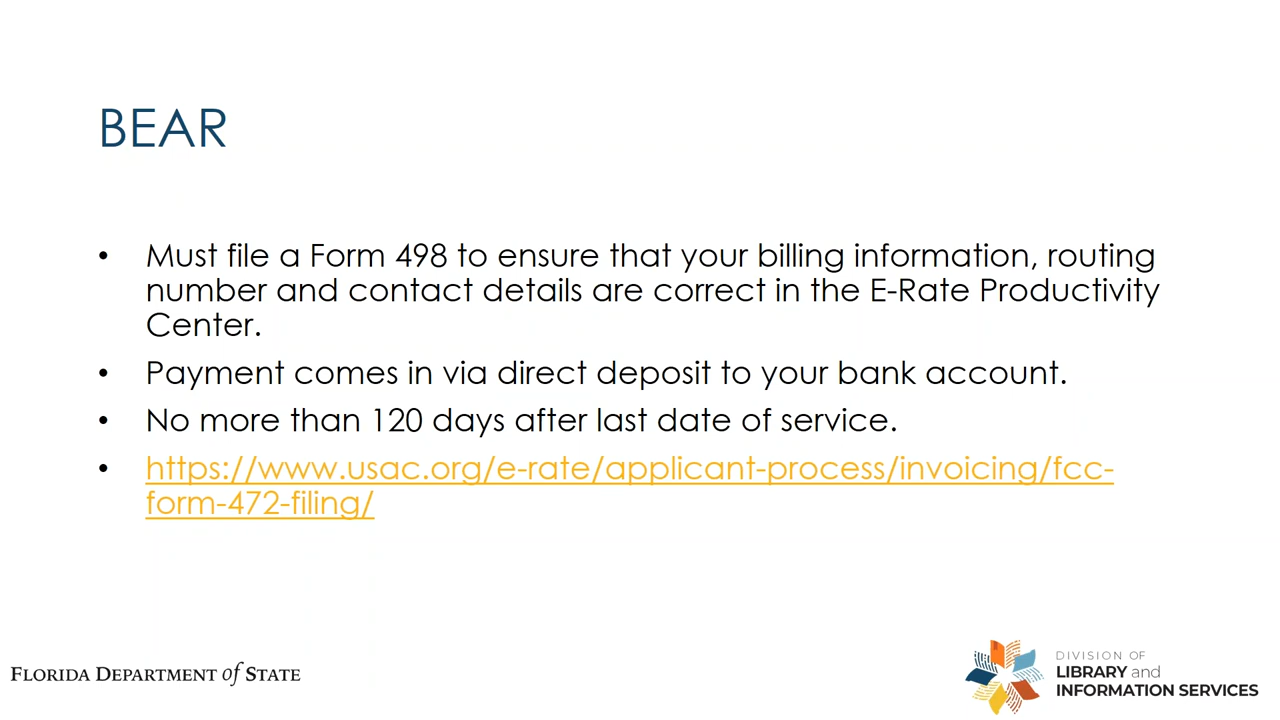 BEAR
• Must file a Form 498 to ensure that your billing information, routing
number and contact details are correct in the E-Rate Productivity
Center.
• Payment comes in via direct deposit to your bank account.
• No more than 120 days after last date of service.
• https://www.usac.org/e-rate/applicant-process/invoicing/fcc-
form-472-filing/
FLORIDA DEPARTMENT of STATE
DIVISION OF
LIBRARY and
INFORMATION SERVICES